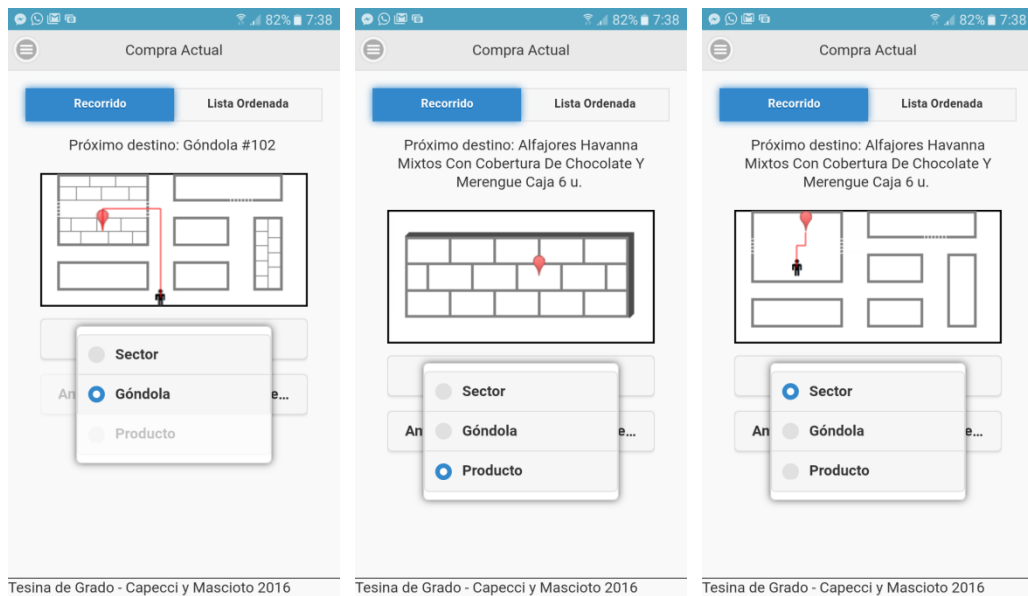 82% 7:38
Compra Actual
Recorrido
Lista Ordenada
Próximo destino: Góndola #102
Sector
An
Góndola
e...
Producto
Tesina de Grado - Capecci y Mascioto 2016
82% 7:38
Compra Actual
Recorrido
Lista Ordenada
Próximo destino: Alfajores Havanna
Mixtos Con Cobertura De Chocolate Y
Merengue Caja 6 u.
Sector
An
Góndola
e...
Producto
Tesina de Grado - Capecci y Mascioto 2016
82% 7:38
Compra Actual
Recorrido
Lista Ordenada
Próximo destino: Alfajores Havanna
Mixtos Con Cobertura De Chocolate Y
Merengue Caja 6 u.
Sector
An
Góndola
e...
Producto
Tesina de Grado - Capecci y Mascioto 2016